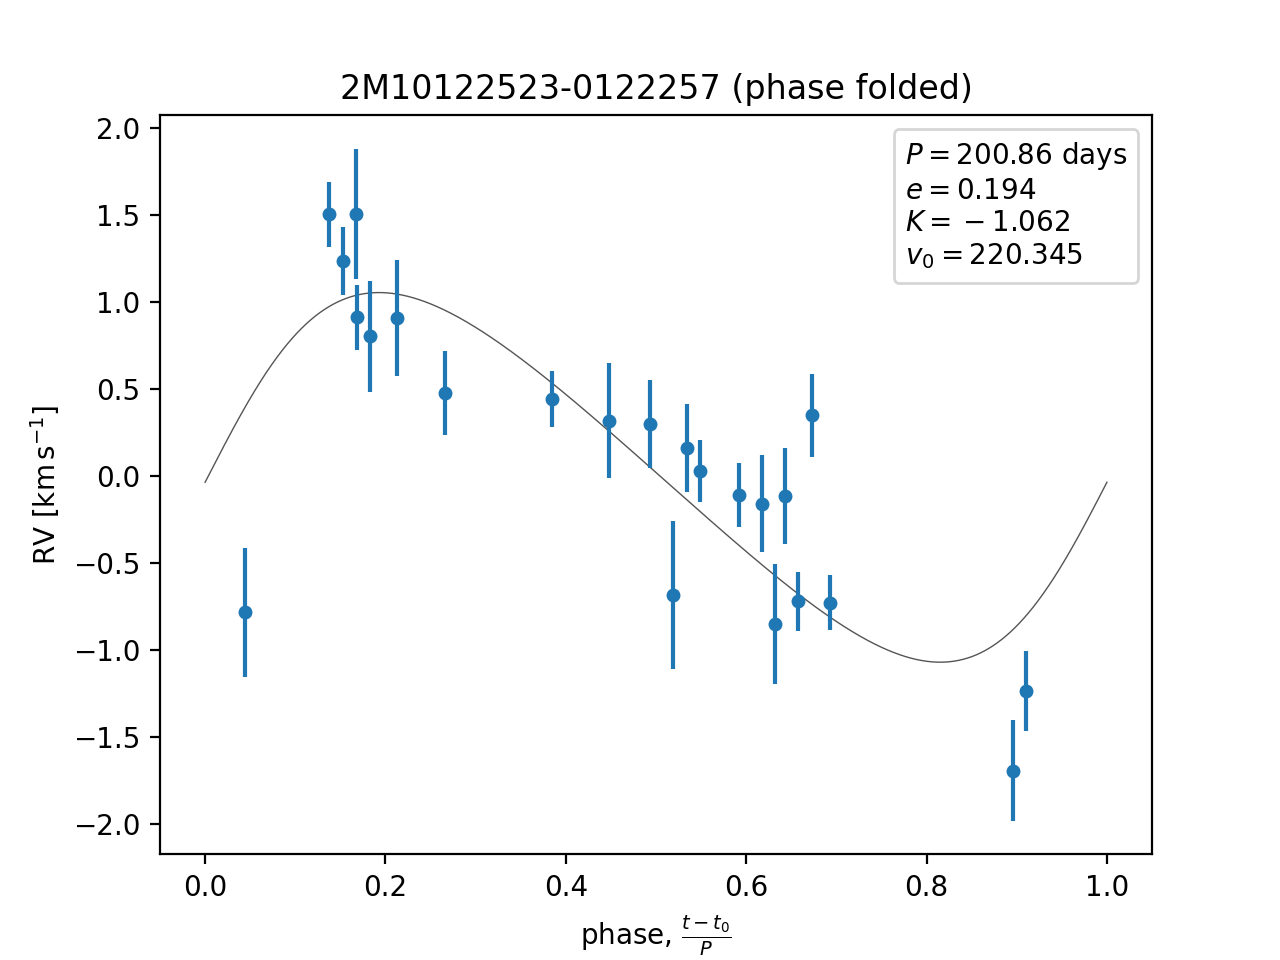 2M10122523-0122257 (phase folded)
P = 200.86 days
e = 0.194
K = − 1.062
v₀ = 220.345
2.0
1.5
1.0
0.5
0.0
−0.5
−1.0
−1.5
−2.0
RV [km s⁻¹]
0.0 0.2 0.4 0.6 0.8 1.0
phase, (t − t₀)/P